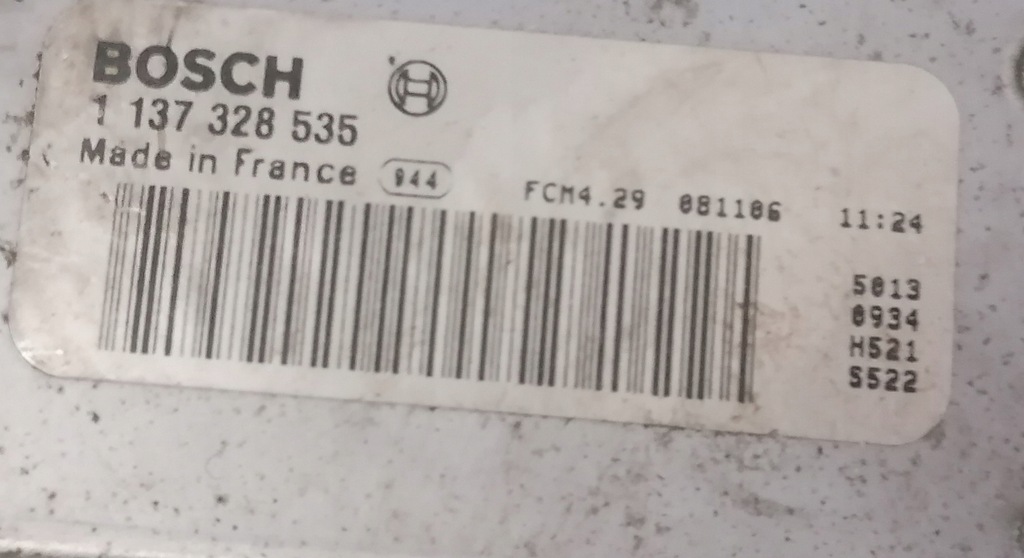 BOSCH
1 137 328 535
Made in France 944
FCM4.29 081106 11:24
5013
0934
H521
S522